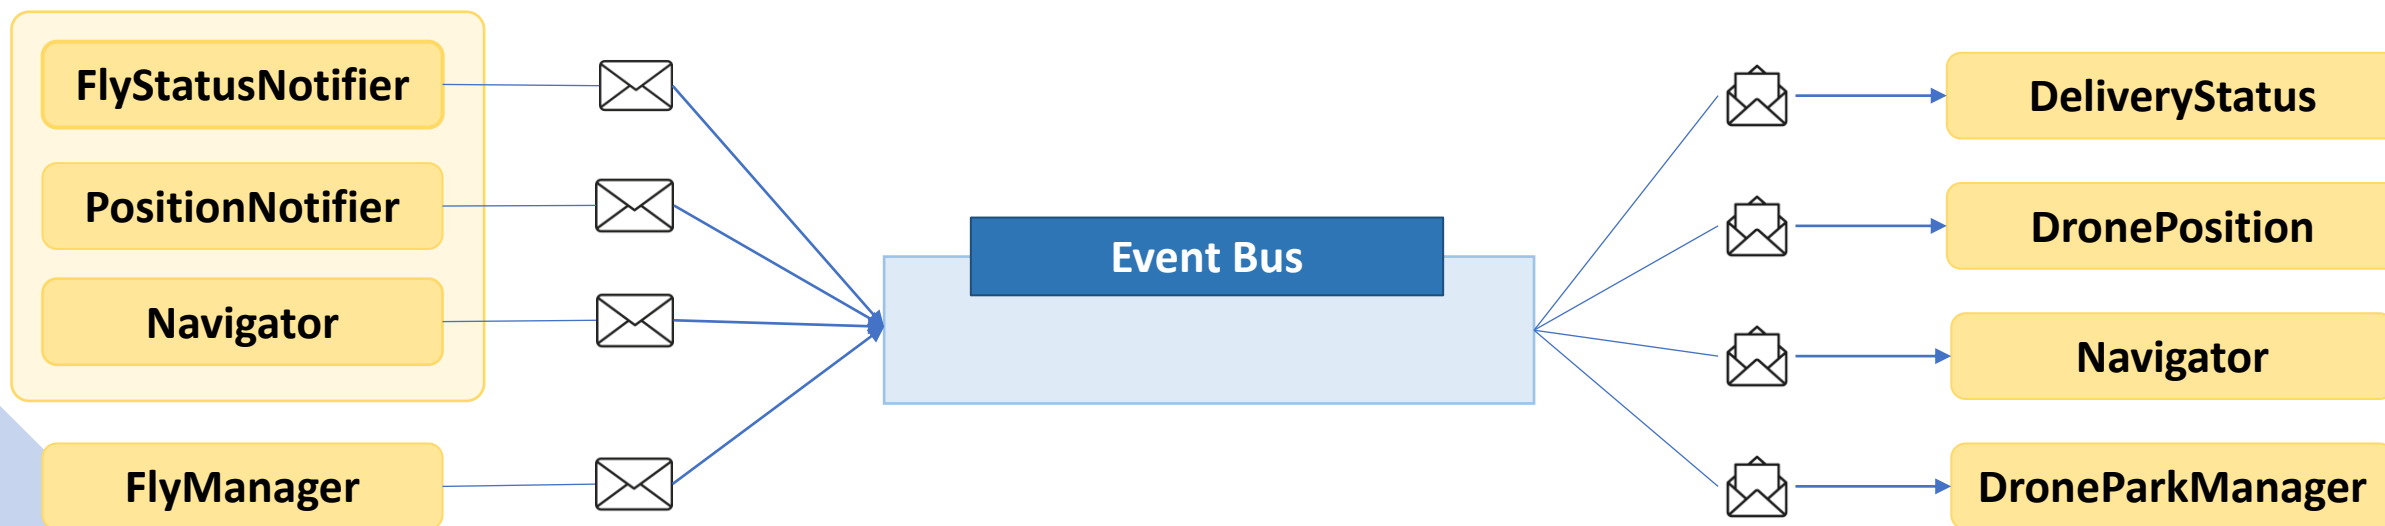 FlyStatusNotifier
PositionNotifier
Navigator
FlyManager
Event Bus
DeliveryStatus
DronePosition
Navigator
DroneParkManager